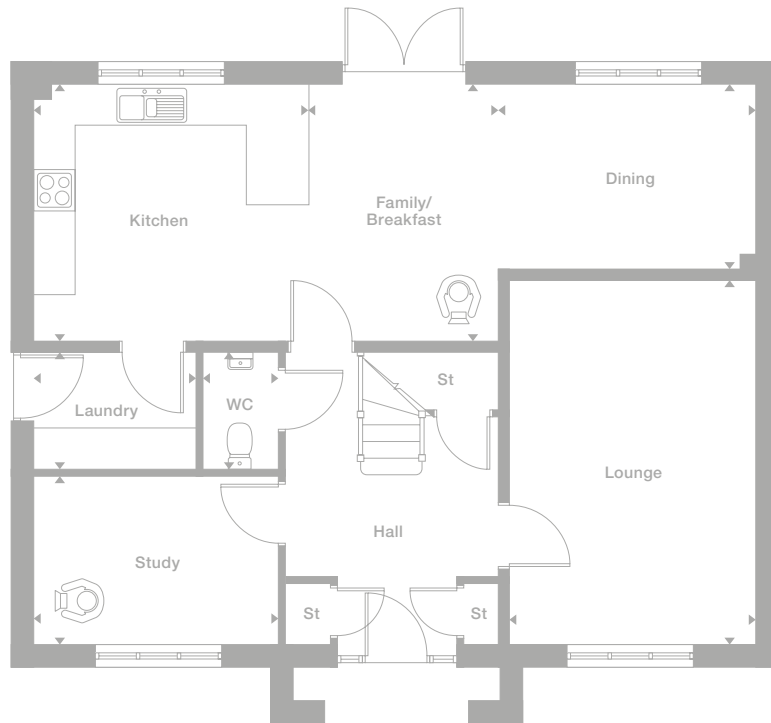 Dining
Family/
Breakfast
Kitchen
St
WC
Laundry
Lounge
Hall
Study
St
St